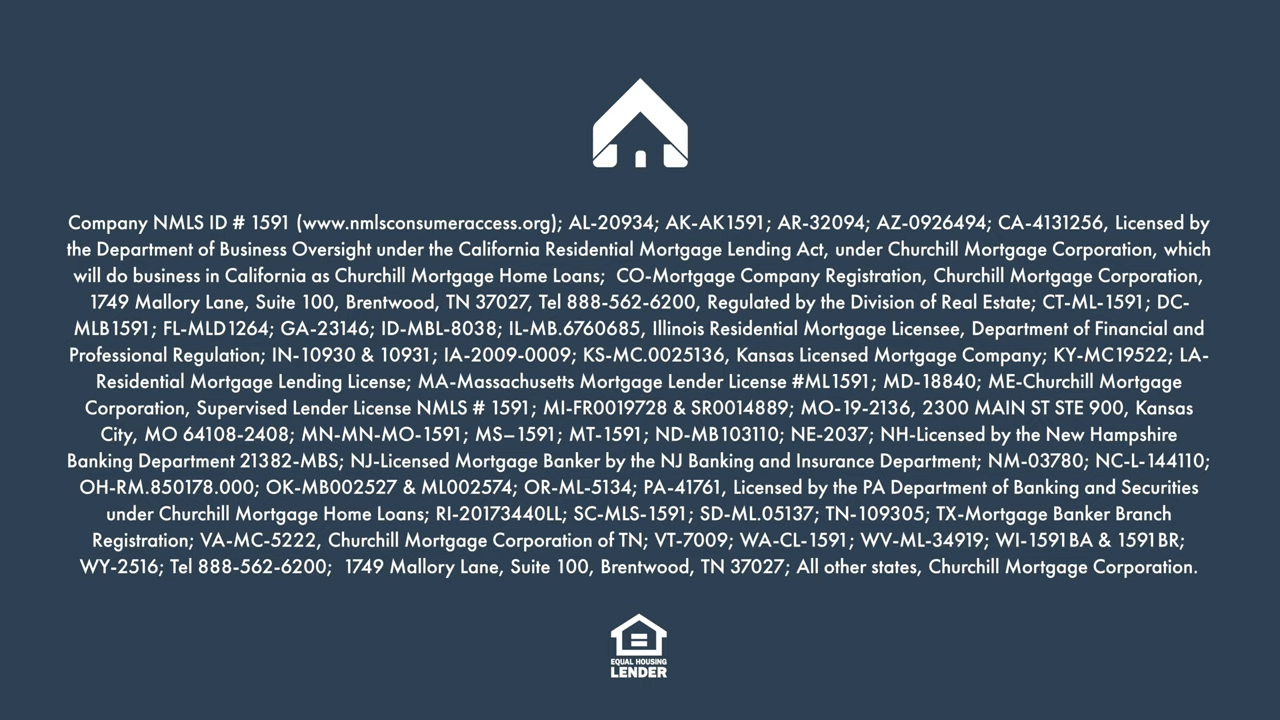 Company NMLS ID # 1591 (www.nmlsconsumeraccess.org); AL-20934; AK-AK1591; AR-32094; AZ-0926494; CA-4131256, Licensed by
the Department of Business Oversight under the California Residential Mortgage Lending Act, under Churchill Mortgage Corporation, which
will do business in California as Churchill Mortgage Home Loans;  CO-Mortgage Company Registration, Churchill Mortgage Corporation,
1749 Mallory Lane, Suite 100, Brentwood, TN 37027, Tel 888-562-6200, Regulated by the Division of Real Estate; CT-ML-1591; DC-
MLB1591; FL-MLD1264; GA-23146; ID-MBL-8038; IL-MB.6760685, Illinois Residential Mortgage Licensee, Department of Financial and
Professional Regulation; IN-10930 & 10931; IA-2009-0009; KS-MC.0025136, Kansas Licensed Mortgage Company; KY-MC19522; LA-
Residential Mortgage Lending License; MA-Massachusetts Mortgage Lender License #ML1591; MD-18840; ME-Churchill Mortgage
Corporation, Supervised Lender License NMLS # 1591; MI-FR0019728 & SR0014889; MO-19-2136, 2300 MAIN ST STE 900, Kansas
City, MO 64108-2408; MN-MN-MO-1591; MS–1591; MT-1591; ND-MB103110; NE-2037; NH-Licensed by the New Hampshire
Banking Department 21382-MBS; NJ-Licensed Mortgage Banker by the NJ Banking and Insurance Department; NM-03780; NC-L-144110;
OH-RM.850178.000; OK-MB002527 & ML002574; OR-ML-5134; PA-41761, Licensed by the PA Department of Banking and Securities
under Churchill Mortgage Home Loans; RI-20173440LL; SC-MLS-1591; SD-ML.05137; TN-109305; TX-Mortgage Banker Branch
Registration; VA-MC-5222, Churchill Mortgage Corporation of TN; VT-7009; WA-CL-1591; WV-ML-34919; WI-1591BA & 1591BR;
WY-2516; Tel 888-562-6200;  1749 Mallory Lane, Suite 100, Brentwood, TN 37027; All other states, Churchill Mortgage Corporation.
EQUAL HOUSING
LENDER